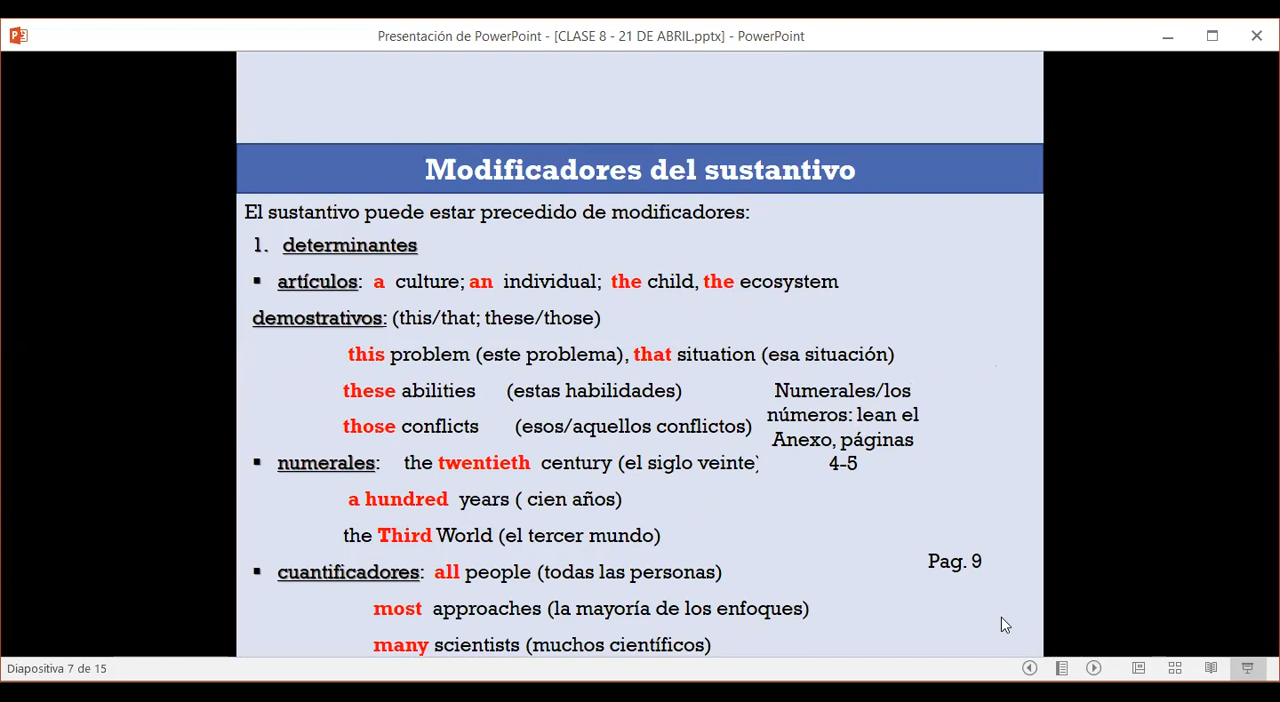 Presentación de PowerPoint - [CLASE 8 - 21 DE ABRIL.pptx] - PowerPoint
Modificadores del sustantivo
El sustantivo puede estar precedido de modificadores:
1. determinantes
▪ artículos: a culture; an individual; the child, the ecosystem
demostrativos: (this/that; these/those)
this problem (este problema), that situation (esa situación)
these abilities (estas habilidades)
those conflicts (esos/aquellos conflictos)
Numerales/los
números: lean el
Anexo, páginas
4-5
▪ numerales: the twentieth century (el siglo veinte)
a hundred years ( cien años)
the Third World (el tercer mundo)
▪ cuantificadores: all people (todas las personas)
Pag. 9
most approaches (la mayoría de los enfoques)
many scientists (muchos científicos)
Diapositiva 7 de 15